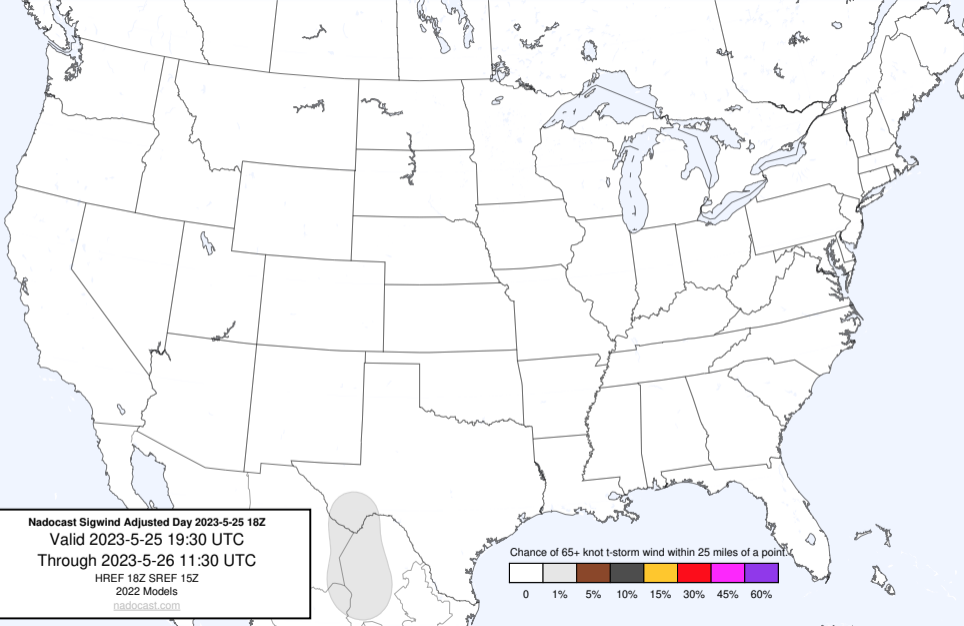 Nadocast Sigwind Adjusted Day 2023-5-25 18Z
Valid 2023-5-25 19:30 UTC
Through 2023-5-26 11:30 UTC
HREF 18Z SREF 15Z
2022 Models
nadocast.com
Chance of 65+ knot t-storm wind within 25 miles of a point.
0 1% 5% 10% 15% 30% 45% 60%